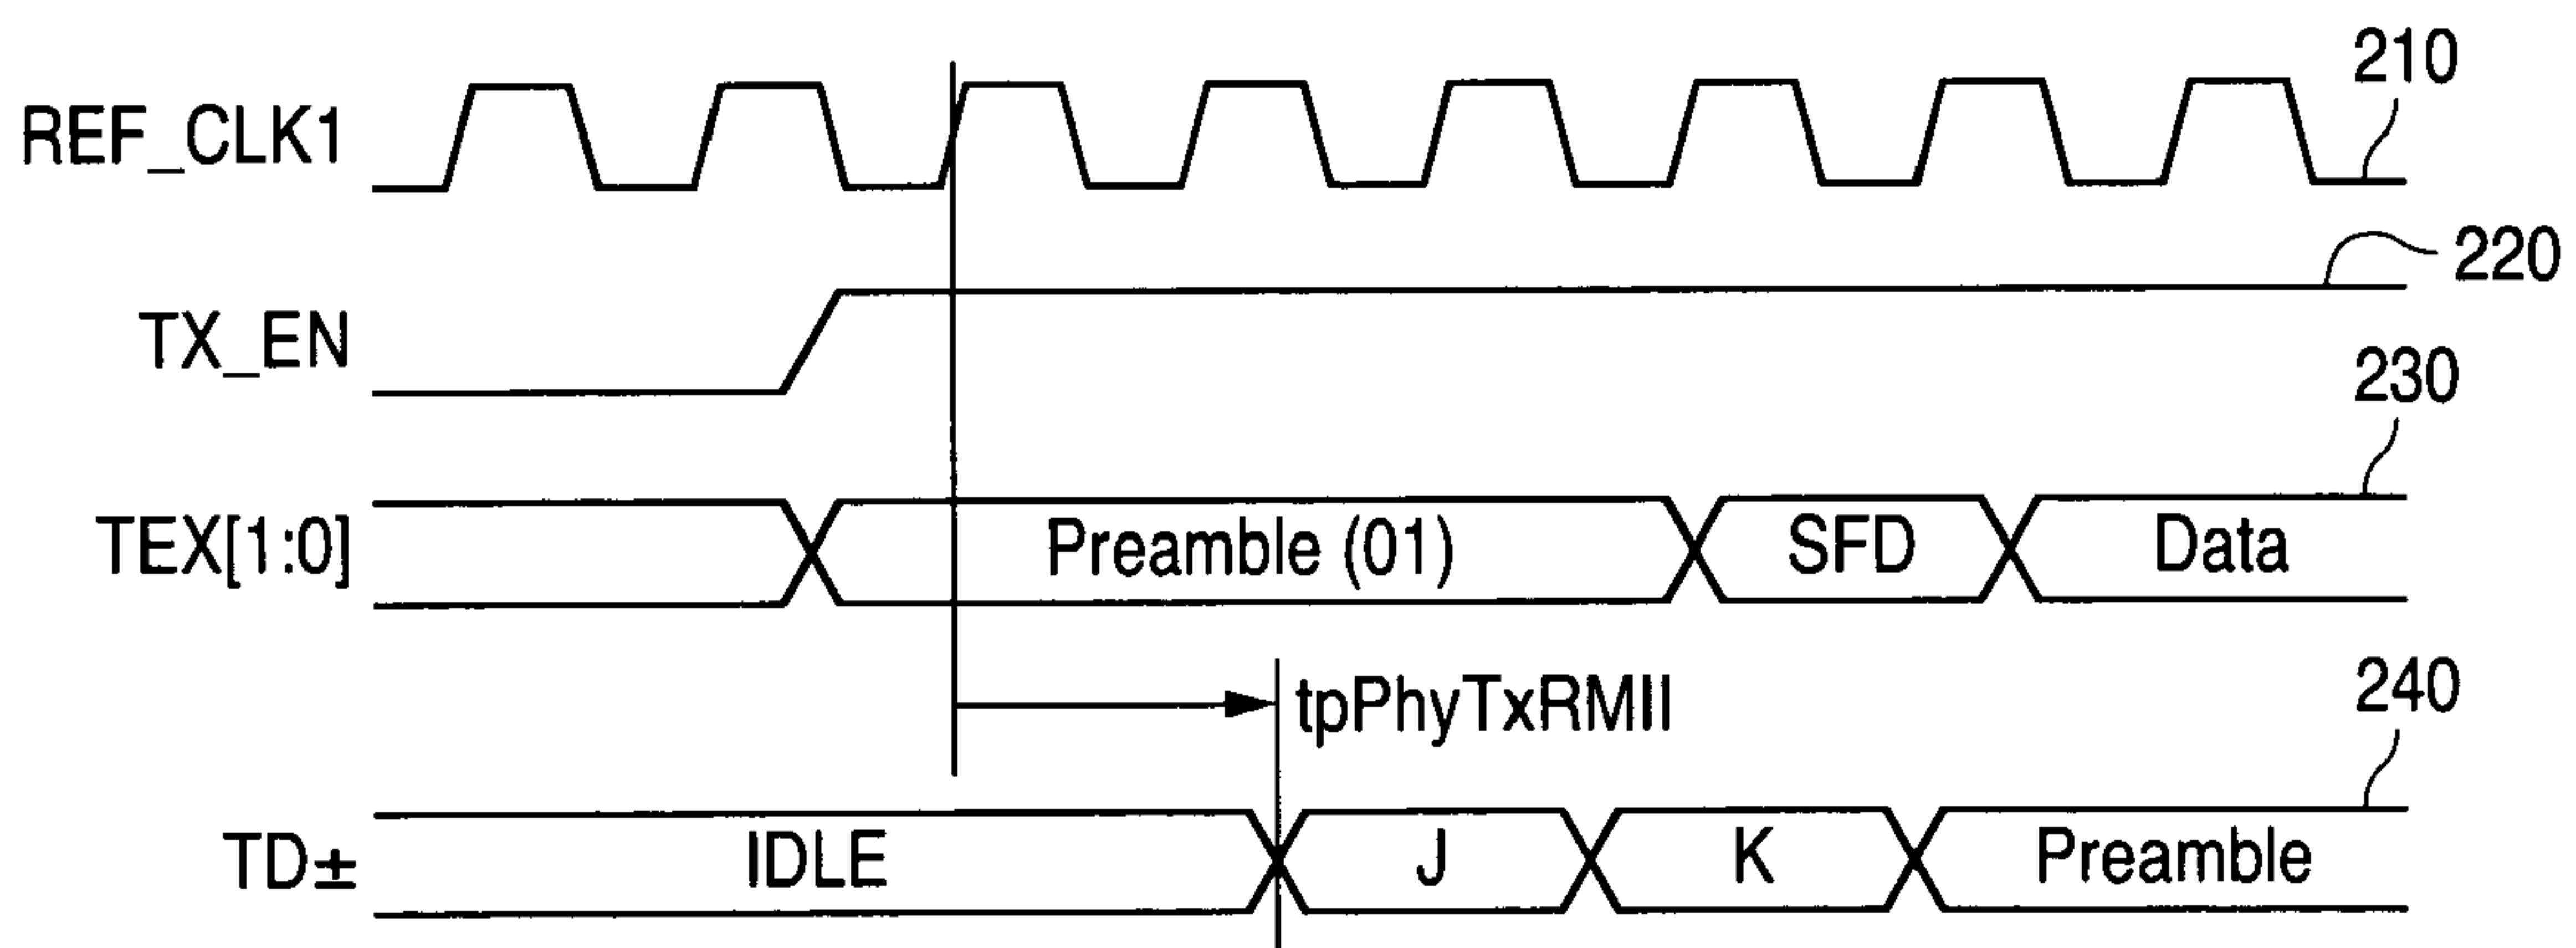 210
REF_CLK1
220
TX_EN
230
TEX[1:0]
Preamble (01)
SFD
Data
tpPhyTxRMII
240
TD±
IDLE
J
K
Preamble